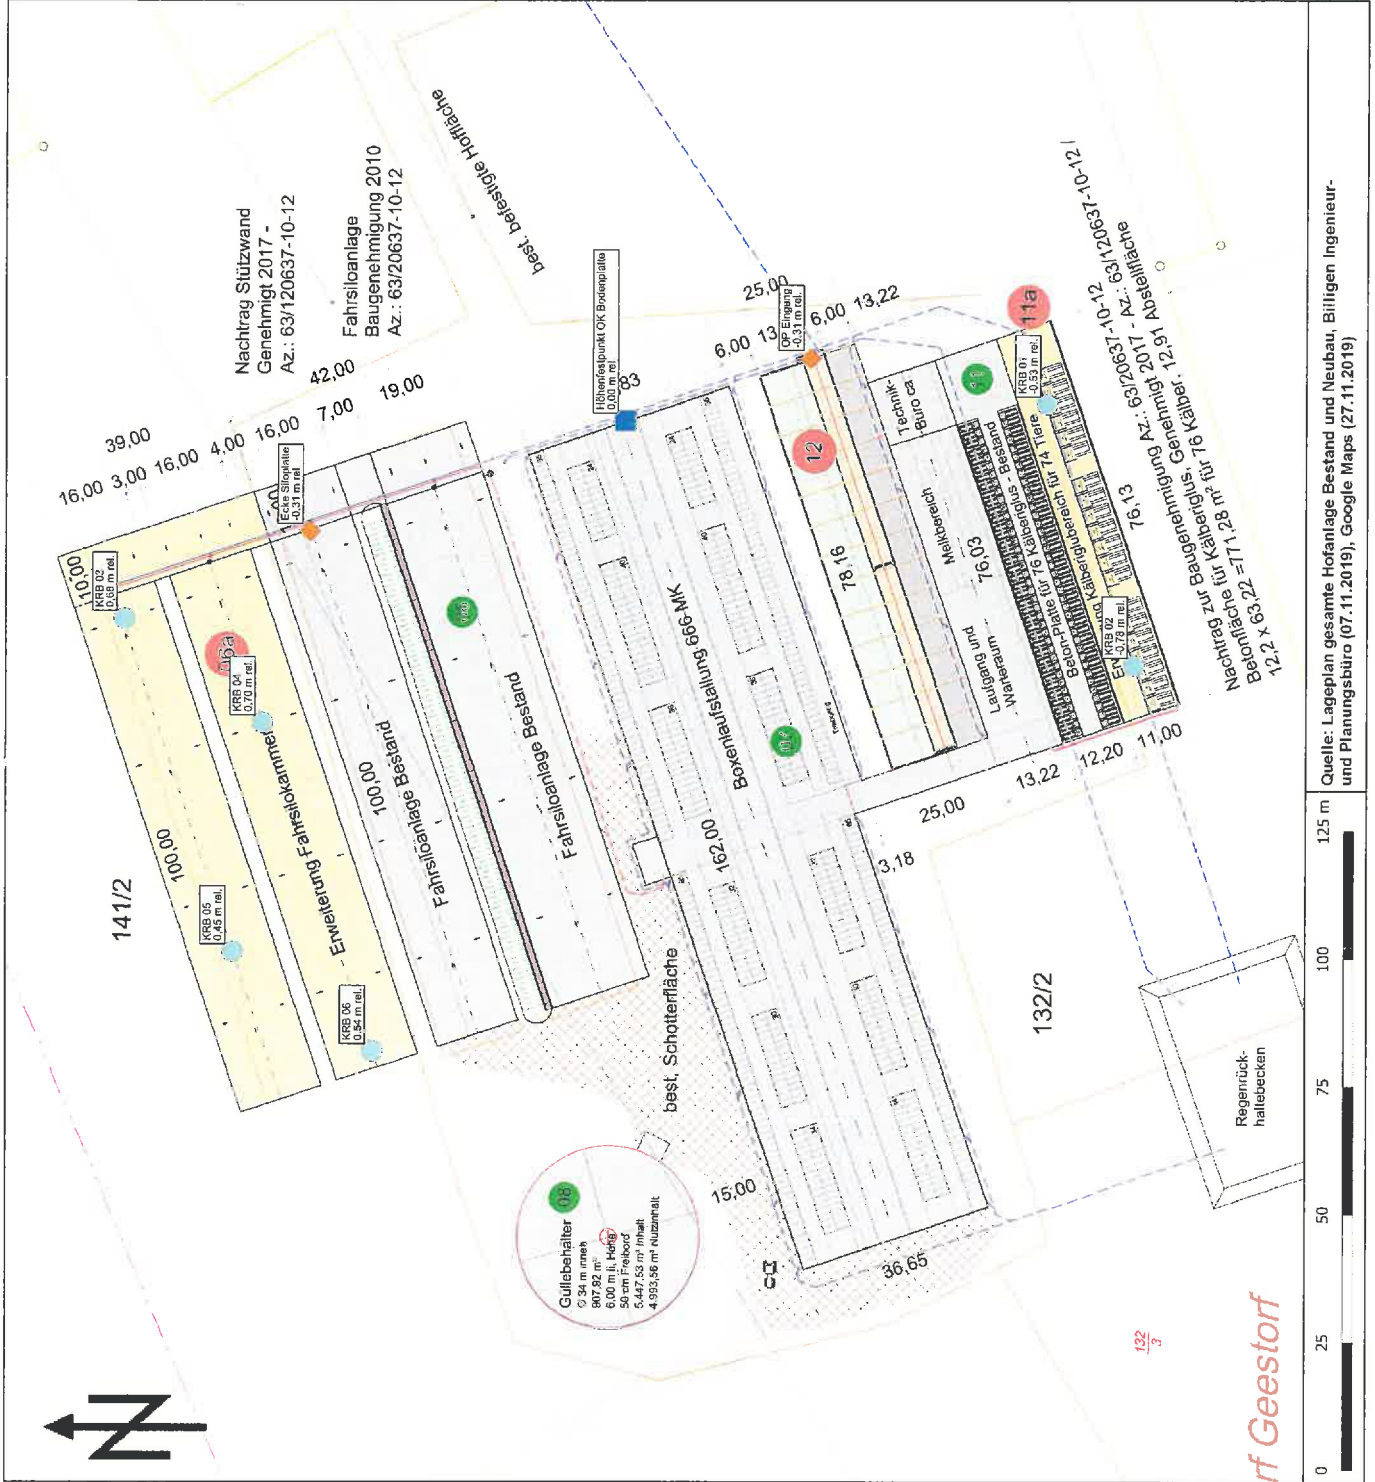 Nachtrag Stützwand
Genehmigt 2017 -
Az.: 63/120637-10-12
Fahrsiloanlage
Baugenehmigung 2010
Az.: 63/20637-10-12
best. befestigte Hoffläche
39,00
16,00 3,00 16,00 4,00 16,00
42,00
7,00
19,00
10,00
KRB 03
0,68 m rel.
Ecke Siloplatte
-0,31 m rel.
Höhenfestpunkt OK Bodenplatte
0,00 m rel.
83
141/2
100,00
KRB 05
0,45 m rel.
06a
KRB 04
0,70 m rel.
Erweiterung Fahrsilokammer
KRB 06
0,54 m rel.
100,00
Fahrsiloanlage Bestand
Fahrsiloanlage Bestand
25,00
6,00 13
6,00 13,22
OP Eingang
-0,31 m rel.
12
78,16
Technik-
Büro ca.
11
11a
KRB 01
-0,53 m rel.
Melkbereich
76,03
Laufgang und
Warteraum
Beton-Platte für 76 Kälberiglus - Bestand
Kälberiglubereich für 74 Tiere
KRB 02
-0,78 m rel.
76,13
Nachtrag zur Baugenehmigung Az.: 63/20637-10-12
Betonfläche für Kälberiglus, Genehmigt 2017 - Az.: 63/120637-10-12 /
12,2 x 63,22 =771,28 m² für 76 Kälber, 12,91 Abstellfläche
Boxenlaufstallung 666 MK
162,00
25,00
13,22
12,20
11,00
3,18
best. Schotterfläche
15,00
36,65
132/2
Regenrück-
haltebecken
08
Güllebehälter
∅ 34 m innen
907,92 m²
6,00 m li. Höhe
50 cm Freibord
5.447,53 m³ Inhalt
4.993,56 m³ Nutzinhalt
132
3
rf Geestorf
N
0 25 50 75 100 125 m
Quelle: Lageplan gesamte Hofanlage Bestand und Neubau, Billigen Ingenieur-
und Planungsbüro (07.11.2019), Google Maps (27.11.2019)